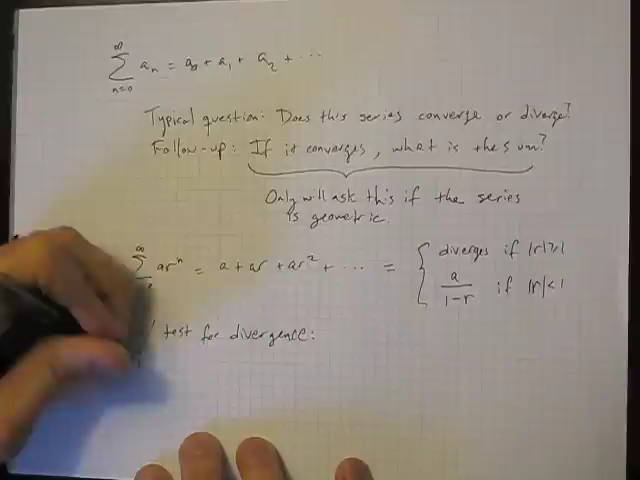 ∞
∑ aₙ = a₀ + a₁ + a₂ + ⋯
n=0
Typical question: Does this series converge or diverge?
Follow-up: If it converges, what is the sum?
Only will ask this if the series
is geometric.
∞
∑ arⁿ = a + ar + ar² + ⋯ = { diverges if |r|≥1
a/(1-r) if |r|<1
test for divergence: